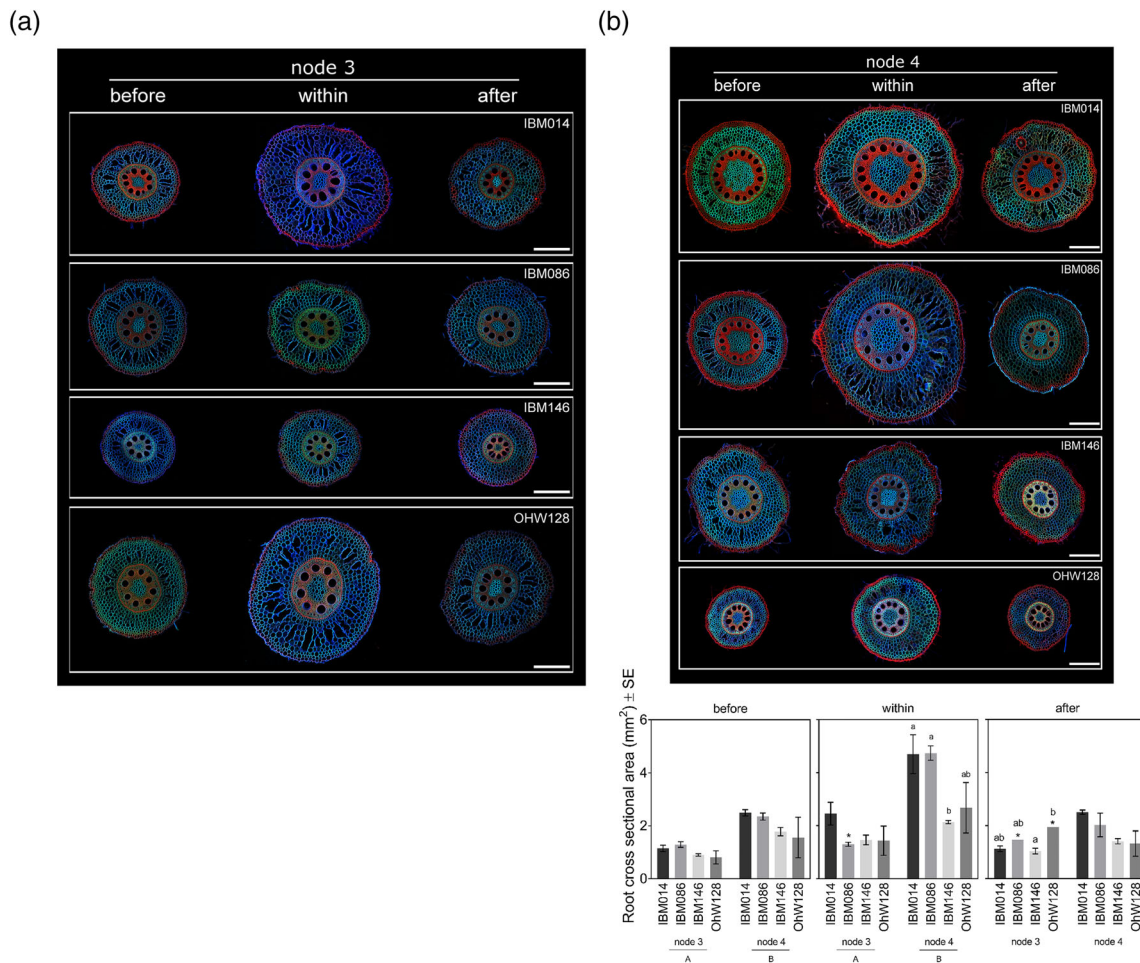 (a)
node 3
before within after
IBM014
IBM086
IBM146
OHW128
(b)
node 4
before within after
IBM014
IBM086
IBM146
OHW128
Root cross sectional area (mm²) ± SE
before within after
6
4
2
0
a a b ab
*
ab ab a b
* *
IBM014 IBM086 IBM146 OhW128 IBM014 IBM086 IBM146 OhW128 IBM014 IBM086 IBM146 OhW128 IBM014 IBM086 IBM146 OhW128 IBM014 IBM086 IBM146 OhW128 IBM014 IBM086 IBM146 OhW128
node 3 node 4 node 3 node 4 node 3 node 4
A B A B